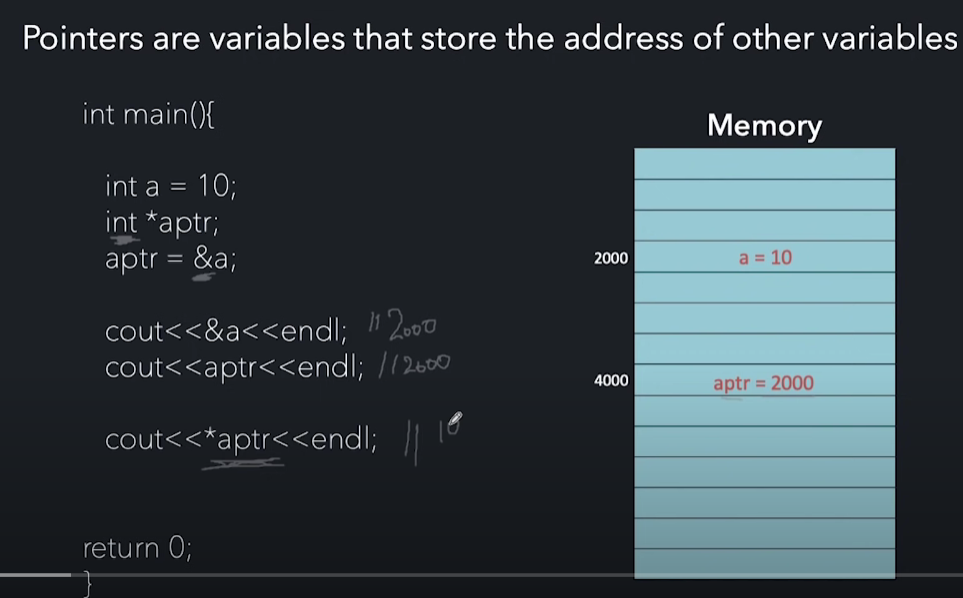 Pointers are variables that store the address of other variables
int main(){
int a = 10;
int *aptr;
aptr = &a;
cout<<&a<<endl; // 2000
cout<<aptr<<endl; // 2000
cout<<*aptr<<endl; // 10
return 0;
}
Memory
2000 a = 10
4000 aptr = 2000